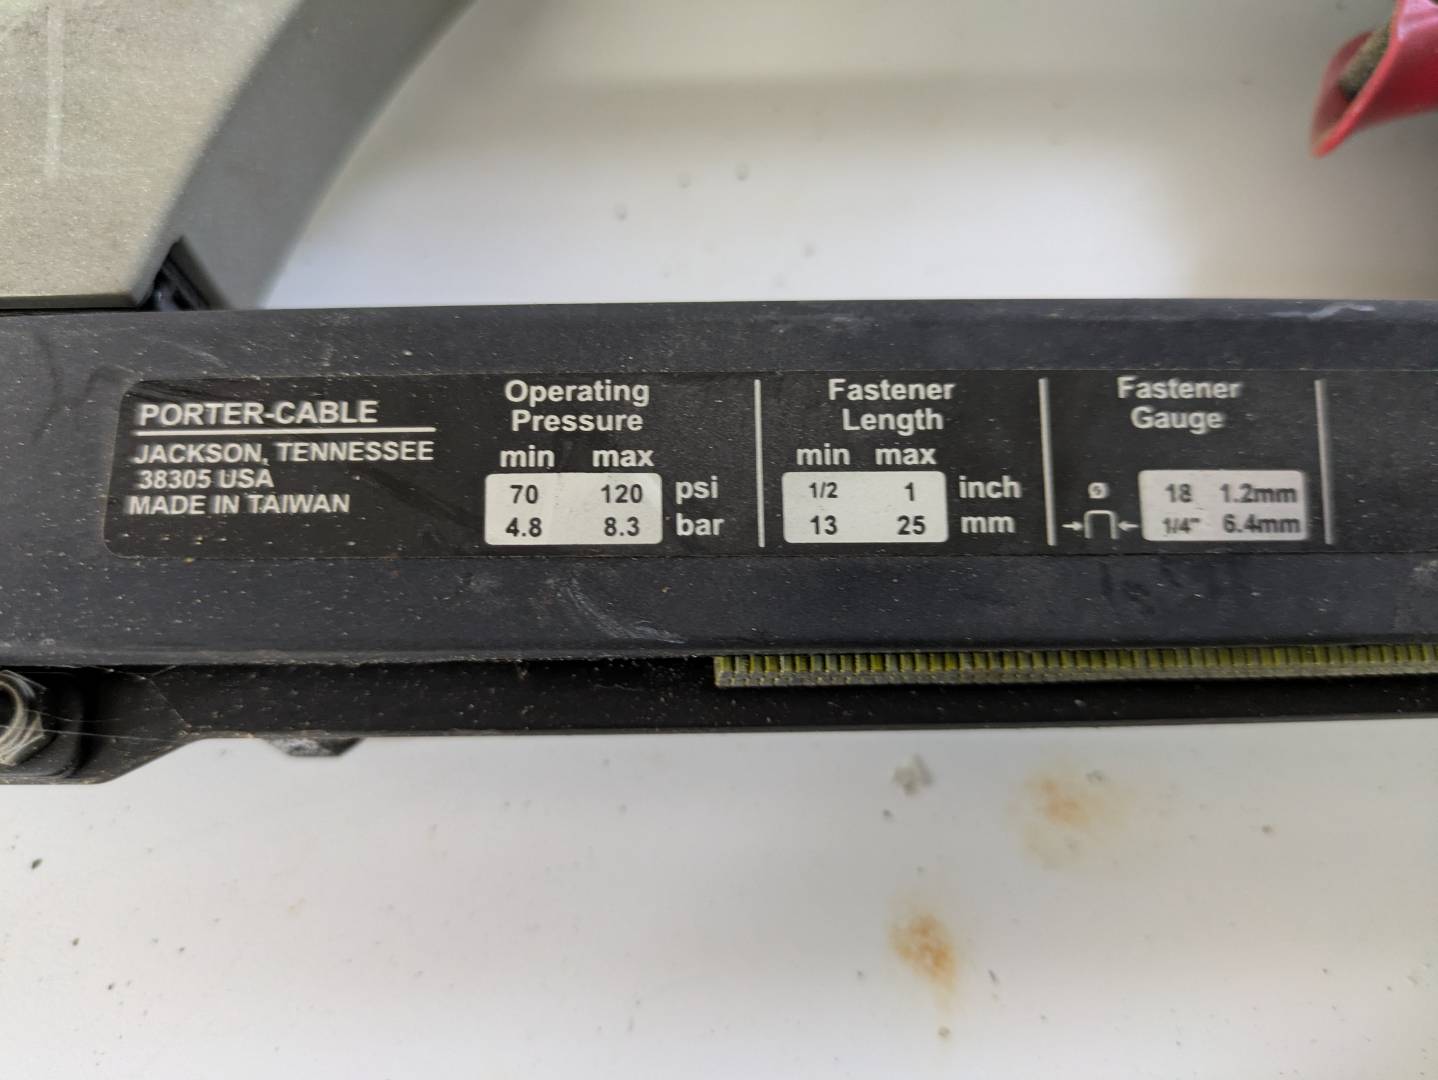 PORTER-CABLE
JACKSON, TENNESSEE
38305 USA
MADE IN TAIWAN
Operating
Pressure
min max
70 120 psi
4.8 8.3 bar
Fastener
Length
min max
1/2 1 inch
13 25 mm
Fastener
Gauge
ø 18 1.2mm
1/4" 6.4mm